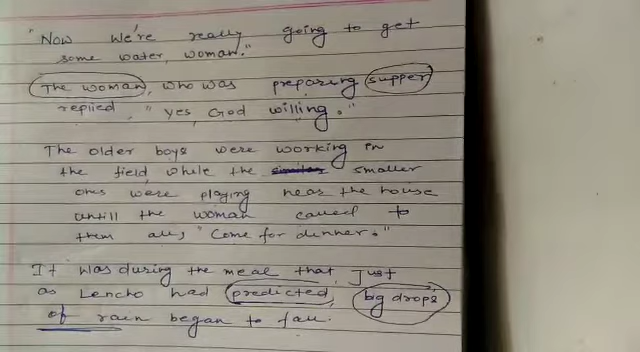 "Now we're really going to get
some water, woman."
The woman, who was preparing supper
replied, "yes, God willing."
The older boys were working in
the field, while the smaller
ones were playing near the house
untill the woman called to
them all, "Come for dinner."
It was during the meal that, Just
as Lencho had predicted, big drops
of rain began to fall.